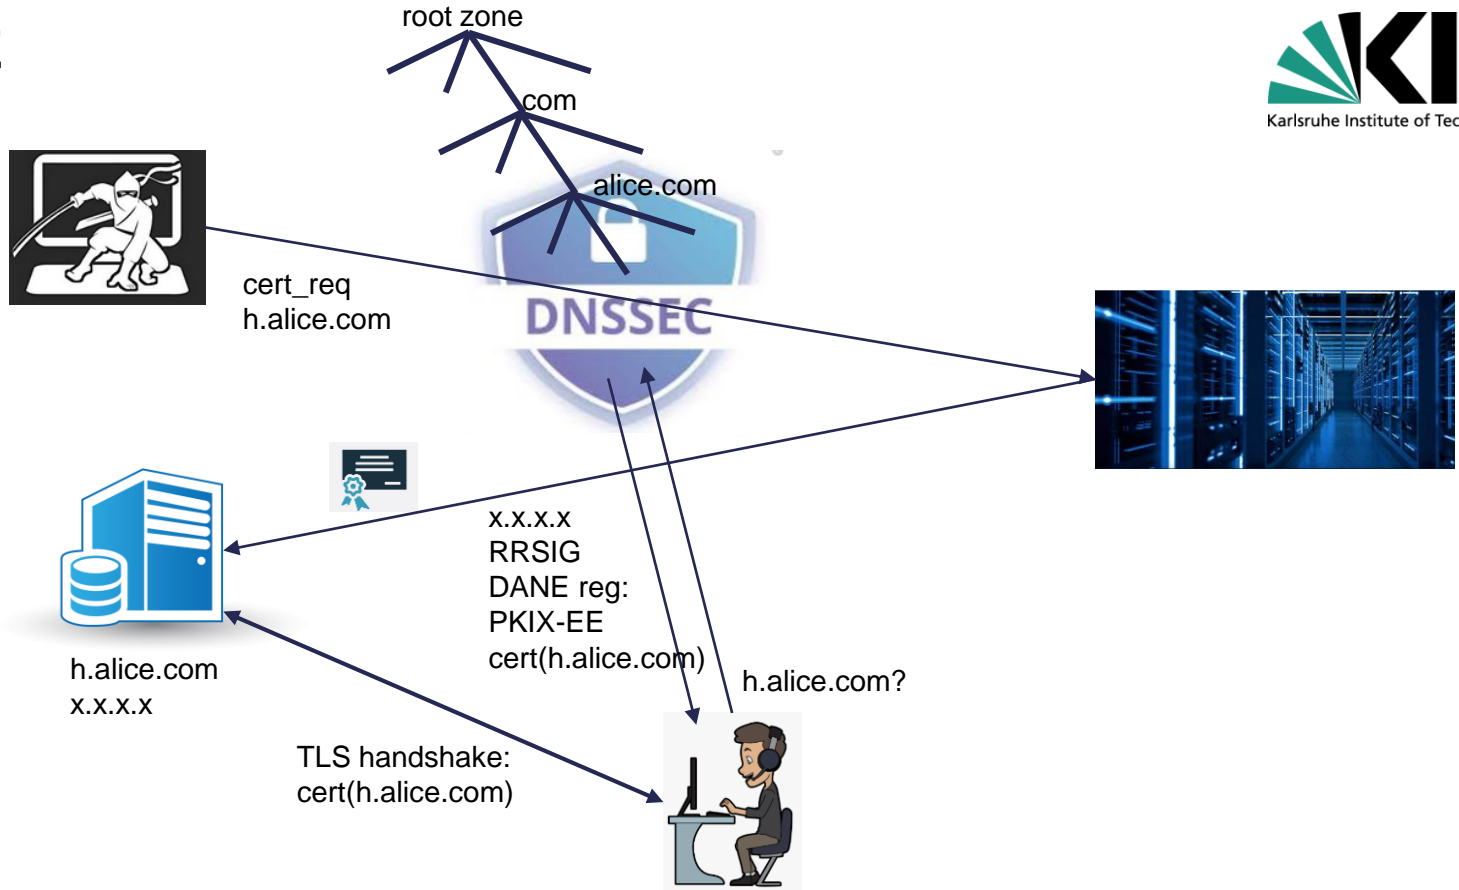 root zone
com
alice.com
Karlsruhe Institute of Tec
cert_req
h.alice.com
DNSSEC
x.x.x.x
RRSIG
DANE reg:
PKIX-EE
cert(h.alice.com)
h.alice.com?
h.alice.com
x.x.x.x
TLS handshake:
cert(h.alice.com)